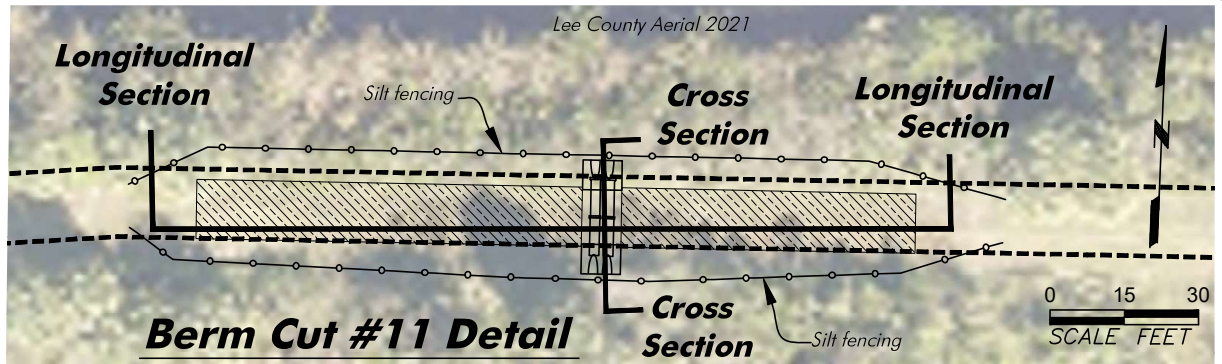 Lee County Aerial 2021
Longitudinal
Section
Silt fencing
Cross
Section
Longitudinal
Section
N
Cross
Section
Silt fencing
Berm Cut #11 Detail
0 15 30
SCALE FEET